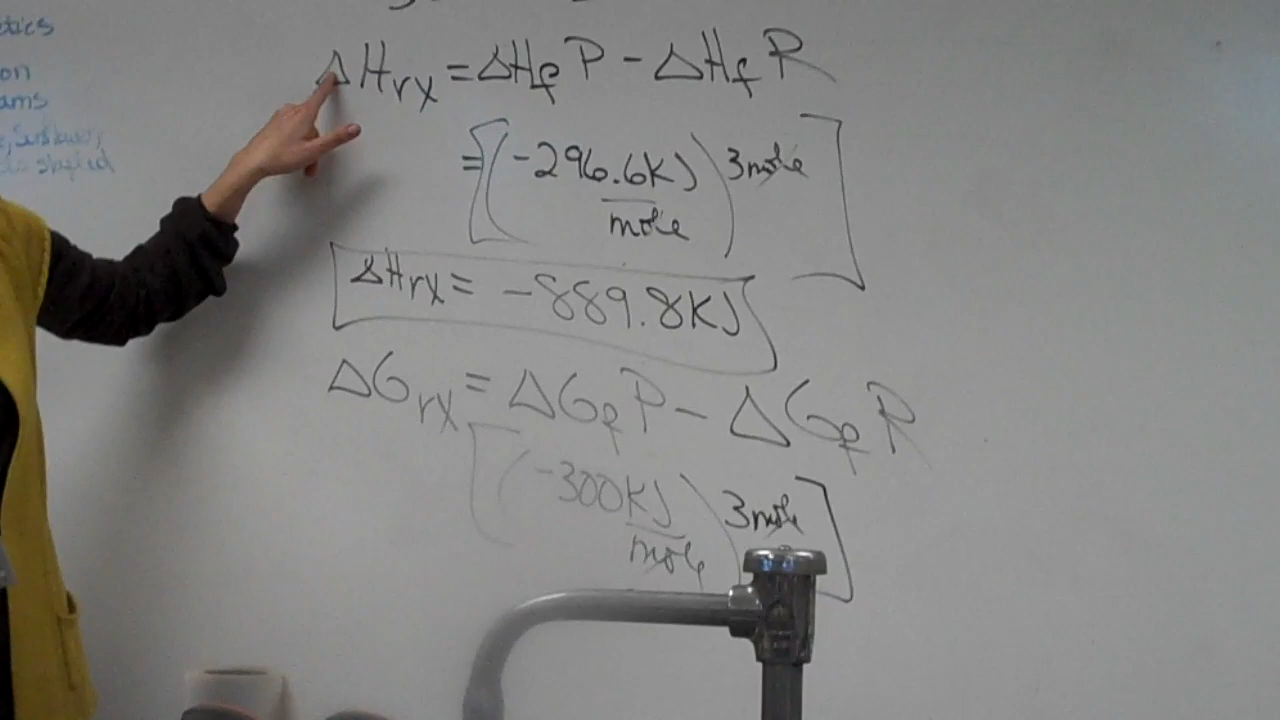 ΔHrx = ΔHf P - ΔHf R
= [(-296.6KJ/mole) 3mole]
ΔHrx = -889.8KJ
ΔGrx = ΔGf P - ΔGf R
[(-300KJ/mole) 3mole]